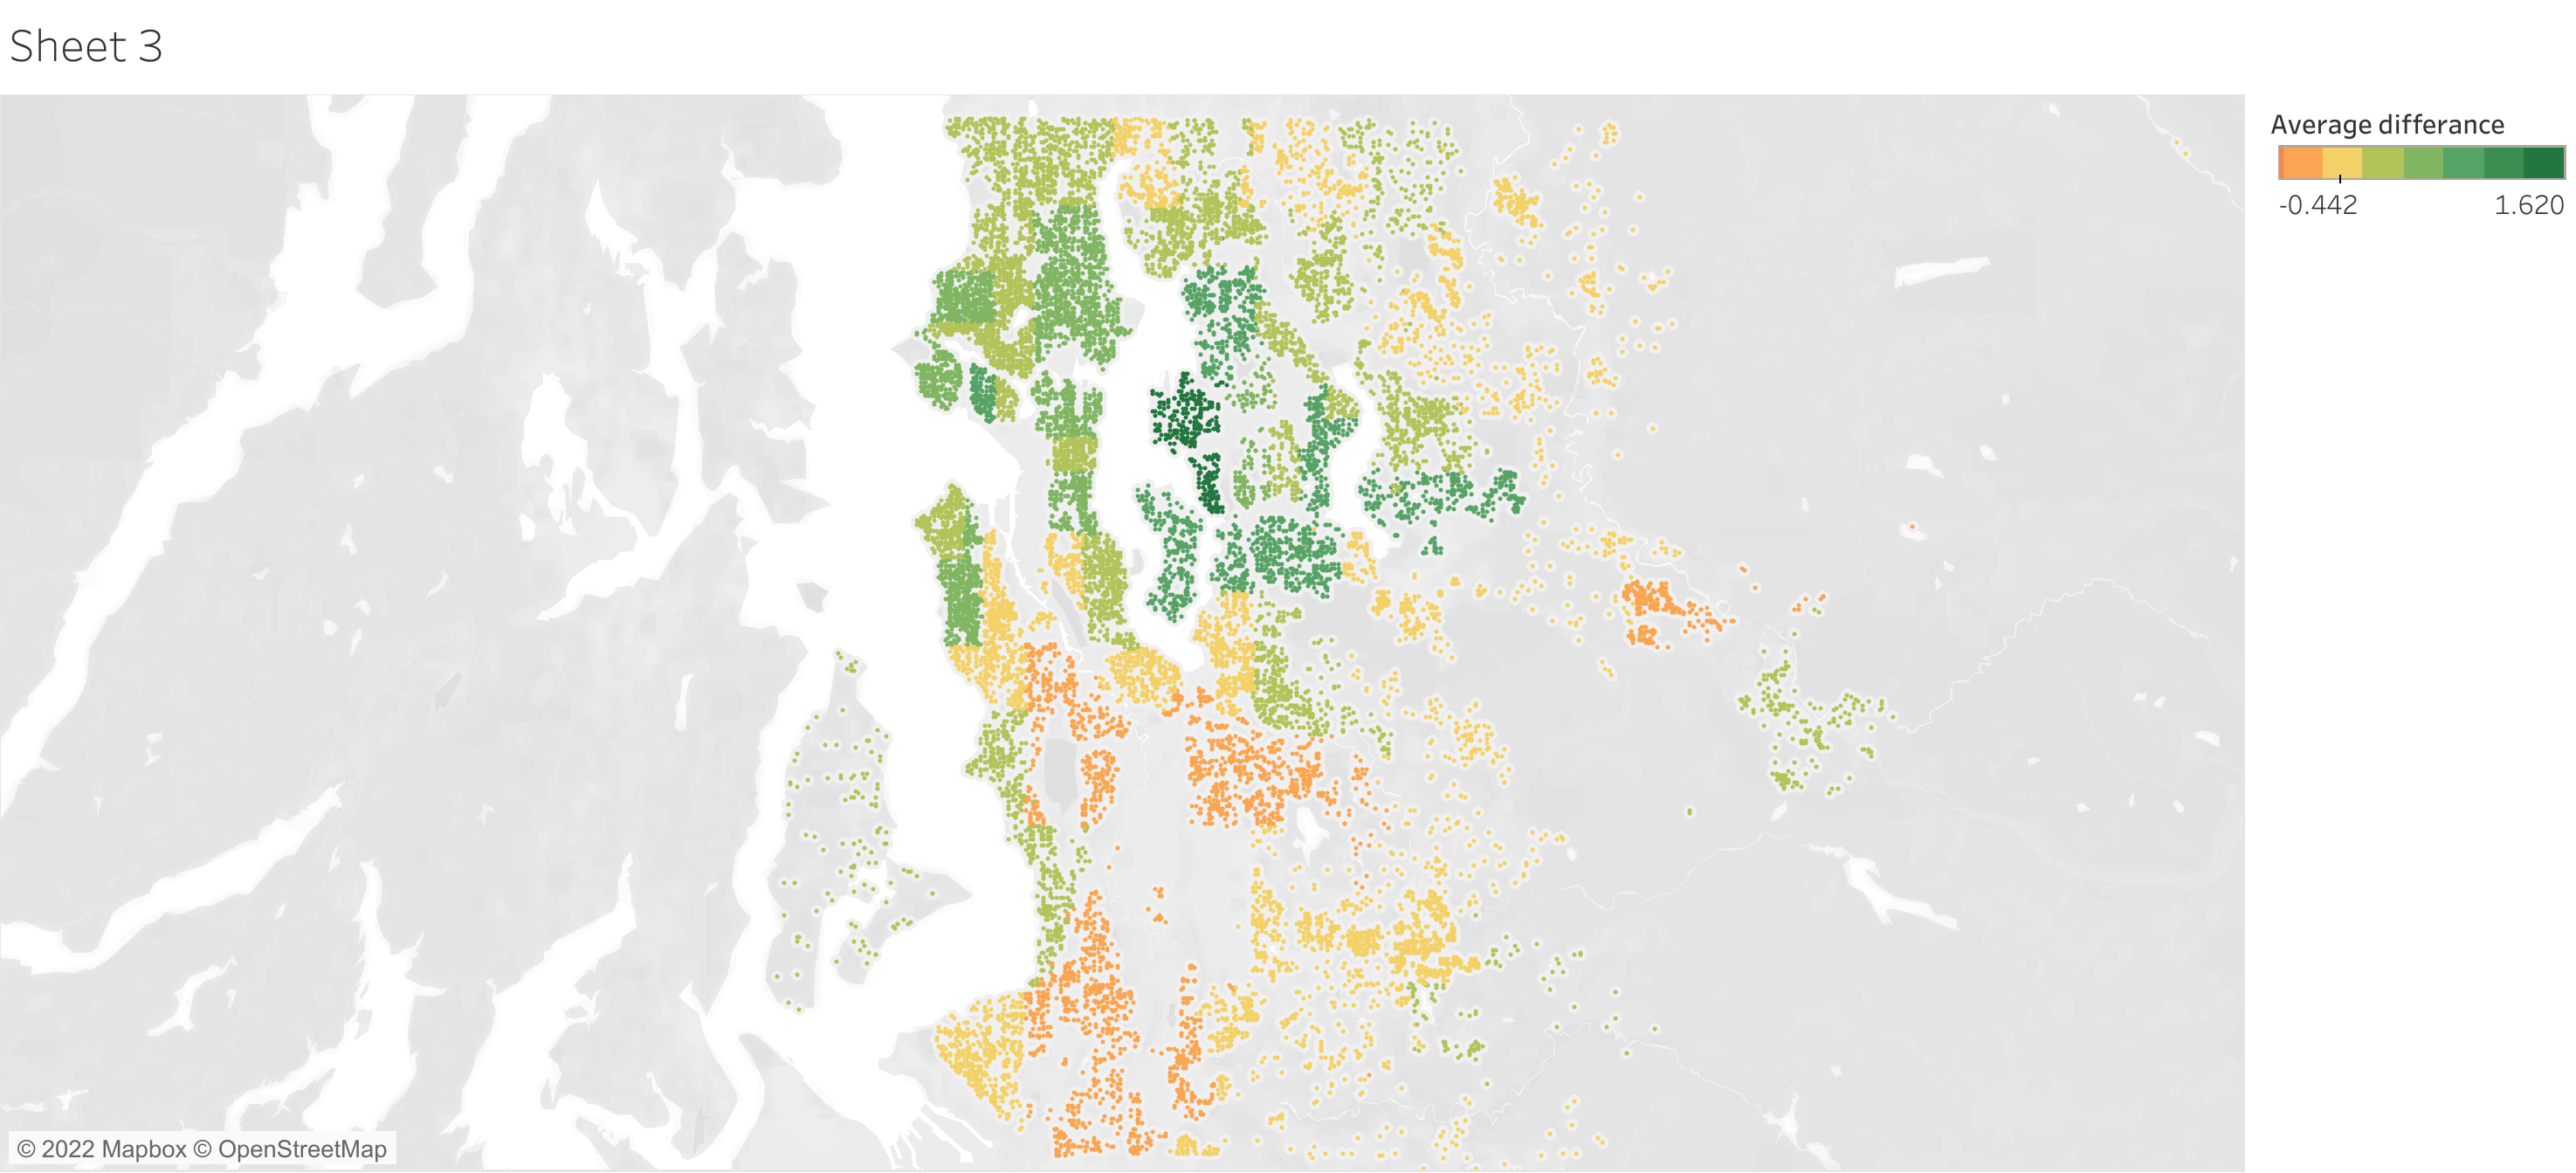 Sheet 3
Average differance
-0.442 1.620
© 2022 Mapbox © OpenStreetMap